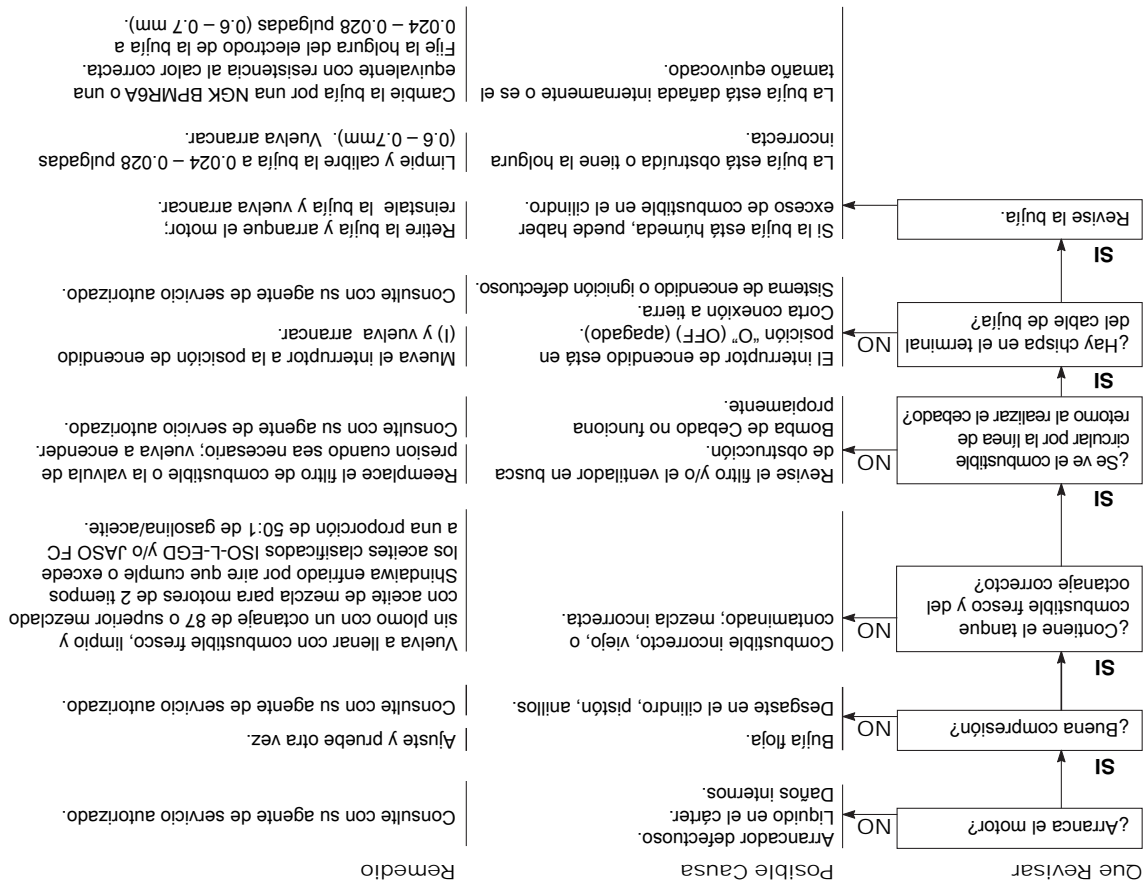 Que Revisar
Posible Causa
Remedio
¿Arranca el motor?
NO
Arrancador defectuoso.
Liquido en el cárter.
Daños internos.
Consulte con su agente de servicio autorizado.
SI
¿Buena compresión?
NO
Bujía floja.
Ajuste y pruebe otra vez.
Desgaste en el cilindro, pistón, anillos.
Consulte con su agente de servicio autorizado.
SI
¿Contiene el tanque
combustible fresco y del
octanaje correcto?
NO
Combustible incorrecto, viejo, o
contaminado; mezcla incorrecta.
Vuelva a llenar con combustible fresco, limpio y
sin plomo con un octanaje de 87 o superior mezclado
con aceite de mezcla para motores de 2 tiempos
Shindaiwa enfriado por aire que cumple o excede
los aceites clasificados ISO-L-EGD y/o JASO FC
a una proporción de 50:1 de gasolina/aceite.
SI
¿Se ve el combustible
circular por la línea de
retorno al realizar el cebado?
NO
Revise el filtro y/o el ventilador en busca
de obstrucción.
Bomba de Cebado no funciona
propiamente.
Reemplace el filtro de combustible o la valvula de
presion cuando sea necesario; vuelva a encender.
Consulte con su agente de servicio autorizado.
SI
¿Hay chispa en el terminal
del cable de bujía?
NO
El interruptor de encendido está en
posición "O" (OFF) (apagado).
Corta conexión a tierra.
Sistema de encendido o ignición defectuoso.
Mueva el interruptor a la posición de encendido
(I) y vuelva arrancar.
Consulte con su agente de servicio autorizado.
SI
Revise la bujía.
Si la bujía está húmeda, puede haber
exceso de combustible en el cilindro.
Retire la bujía y arranque el motor;
reinstale la bujía y vuelva arrancar.
La bujía está obstruída o tiene la holgura
incorrecta.
Limpie y calibre la bujía a 0.024 – 0.028 pulgadas
(0.6 – 0.7mm). Vuelva arrancar.
La bujía está dañada internamente o es el
tamaño equivocado.
Cambie la bujía por una NGK BPMR6A o una
equivalente con resistencia al calor correcta.
Fije la holgura del electrodo de la bujía a
0.024 – 0.028 pulgadas (0.6 – 0.7 mm).